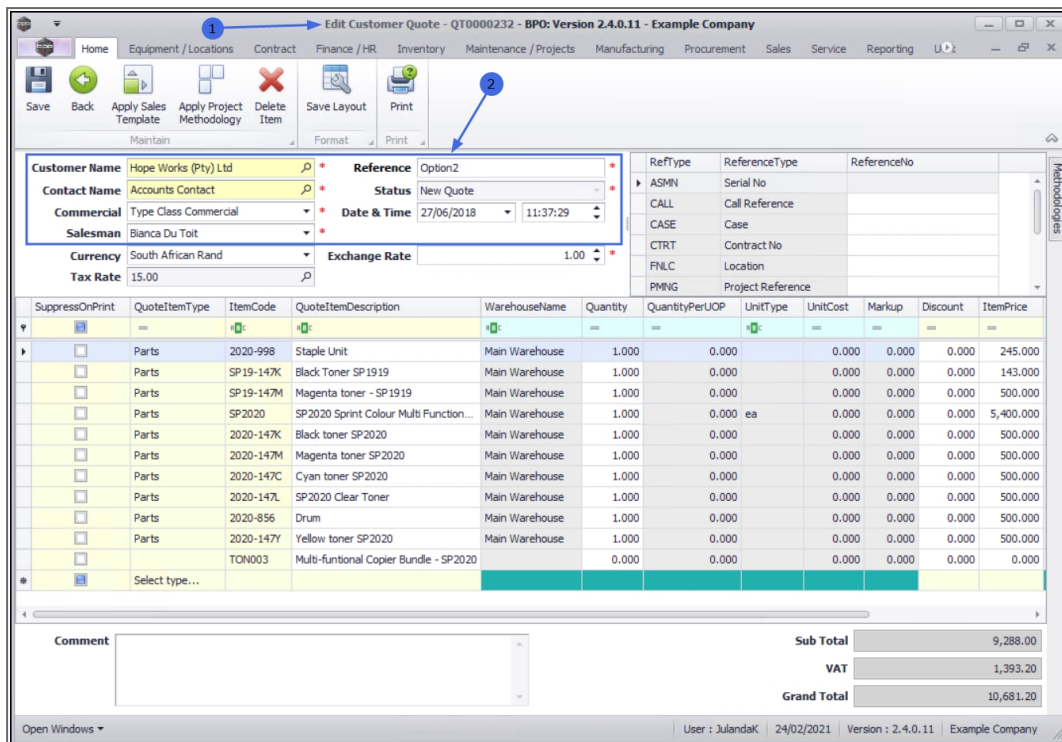 1
Edit Customer Quote - QT0000232 - BPO: Version 2.4.0.11 - Example Company
Home Equipment / Locations Contract Finance / HR Inventory Maintenance / Projects Manufacturing Procurement Sales Service Reporting
Save Back Apply Sales Template Apply Project Methodology Delete Item Save Layout Print
2
Maintain Format Print
Customer Name Hope Works (Pty) Ltd * Reference Option2 *
Contact Name Accounts Contact * Status New Quote *
Commercial Type Class Commercial * Date & Time 27/06/2018 11:37:29
Salesman Bianca Du Toit *
Currency South African Rand Exchange Rate 1.00 *
Tax Rate 15.00
RefType ReferenceType ReferenceNo
ASMN Serial No
CALL Call Reference
CASE Case
CTRT Contract No
FNLC Location
PMNG Project Reference
Methodologies
SuppressOnPrint QuoteItemType ItemCode QuoteItemDescription WarehouseName Quantity QuantityPerUOP UnitType UnitCost Markup Discount ItemPrice
Parts 2020-998 Staple Unit Main Warehouse 1.000 0.000 0.000 0.000 0.000 245.000
Parts SP19-147K Black Toner SP1919 Main Warehouse 1.000 0.000 0.000 0.000 0.000 143.000
Parts SP19-147M Magenta toner - SP1919 Main Warehouse 1.000 0.000 0.000 0.000 0.000 500.000
Parts SP2020 SP2020 Sprint Colour Multi Function... Main Warehouse 1.000 0.000 ea 0.000 0.000 0.000 5,400.000
Parts 2020-147K Black toner SP2020 Main Warehouse 1.000 0.000 0.000 0.000 0.000 500.000
Parts 2020-147M Magenta toner SP2020 Main Warehouse 1.000 0.000 0.000 0.000 0.000 500.000
Parts 2020-147C Cyan toner SP2020 Main Warehouse 1.000 0.000 0.000 0.000 0.000 500.000
Parts 2020-147L SP2020 Clear Toner Main Warehouse 1.000 0.000 0.000 0.000 0.000 500.000
Parts 2020-856 Drum Main Warehouse 1.000 0.000 0.000 0.000 0.000 500.000
Parts 2020-147Y Yellow toner SP2020 Main Warehouse 1.000 0.000 0.000 0.000 0.000 500.000
TON003 Multi-funtional Copier Bundle - SP2020 0.000 0.000 0.000 0.000 0.000 0.000
Select type...
Comment
Sub Total 9,288.00
VAT 1,393.20
Grand Total 10,681.20
Open Windows User : JulandaK 24/02/2021 Version : 2.4.0.11 Example Company